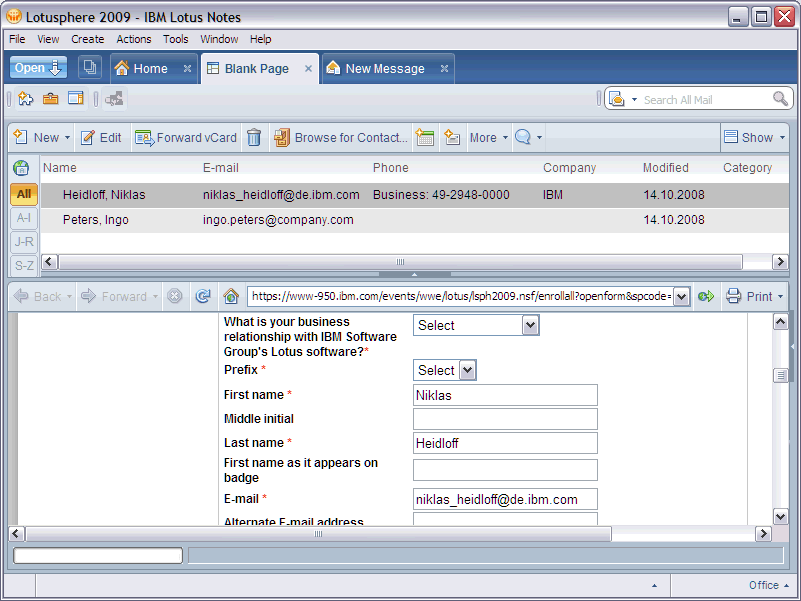 Lotusphere 2009 - IBM Lotus Notes
File View Create Actions Tools Window Help
Open Home Blank Page New Message
Search All Mail
New Edit Forward vCard Browse for Contact... More Show
Name E-mail Phone Company Modified Category
All Heidloff, Niklas niklas_heidloff@de.ibm.com Business: 49-2948-0000 IBM 14.10.2008
A-I Peters, Ingo ingo.peters@company.com 14.10.2008
J-R
S-Z
Back Forward https://www-950.ibm.com/events/wwe/lotus/lsph2009.nsf/enrollall?openform&spcode= Print
What is your business
relationship with IBM Software
Group's Lotus software?* Select
Prefix * Select
First name * Niklas
Middle initial
Last name * Heidloff
First name as it appears on
badge
E-mail * niklas_heidloff@de.ibm.com
Alternate E-mail address
Office